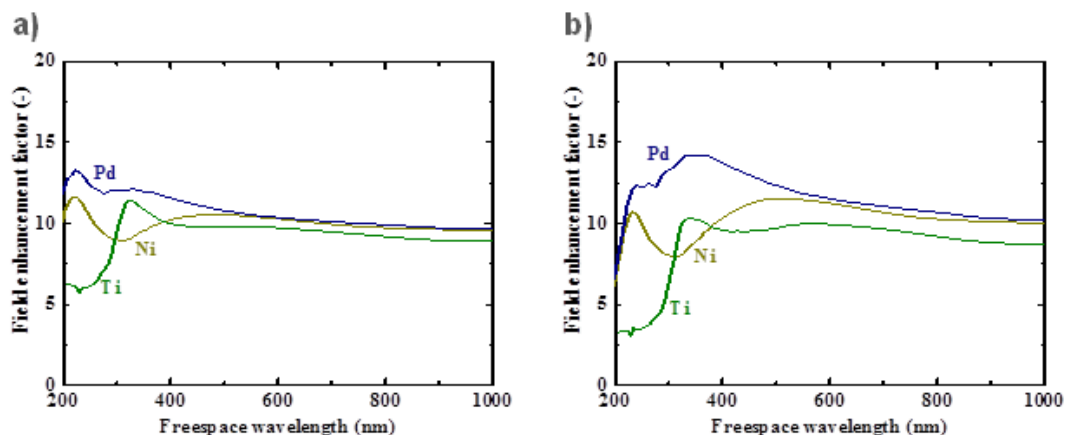 a)
b)
Field enhancement factor (-)
20
15
10
5
0
Pd
Ni
Ti
200
400
600
800
1000
Freespace wavelength (nm)
Field enhancement factor (-)
20
15
10
5
0
Pd
Ni
Ti
200
400
600
800
1000
Freespace wavelength (nm)